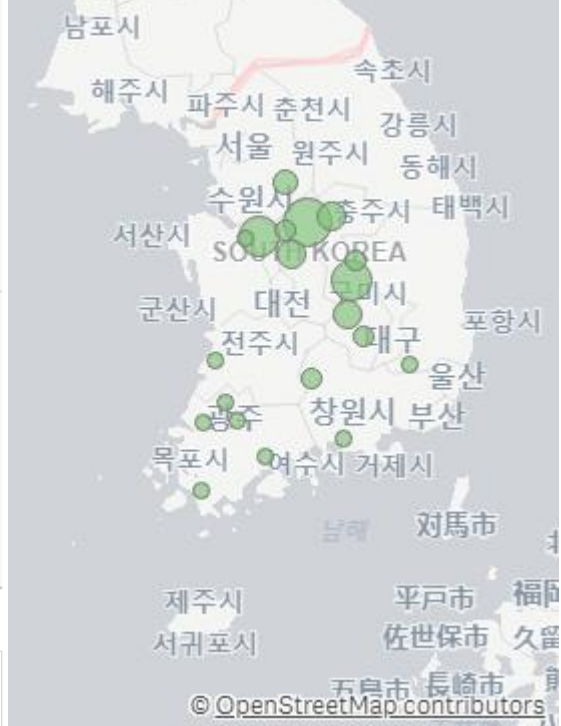 남포시
속초시
해주시
파주시 춘천시
강릉시
서울 원주시
동해시
수원시
충주시 태백시
서산시
SOUTH KOREA
구미시
대전
군산시
포항시
전주시
대구
울산
창원시 부산
광주
목포시
여수시 거제시
対馬市
남해
北
제주시
平戸市 福岡
서귀포시
佐世保市 久留
五島市 長崎市 熊
© OpenStreetMap contributors